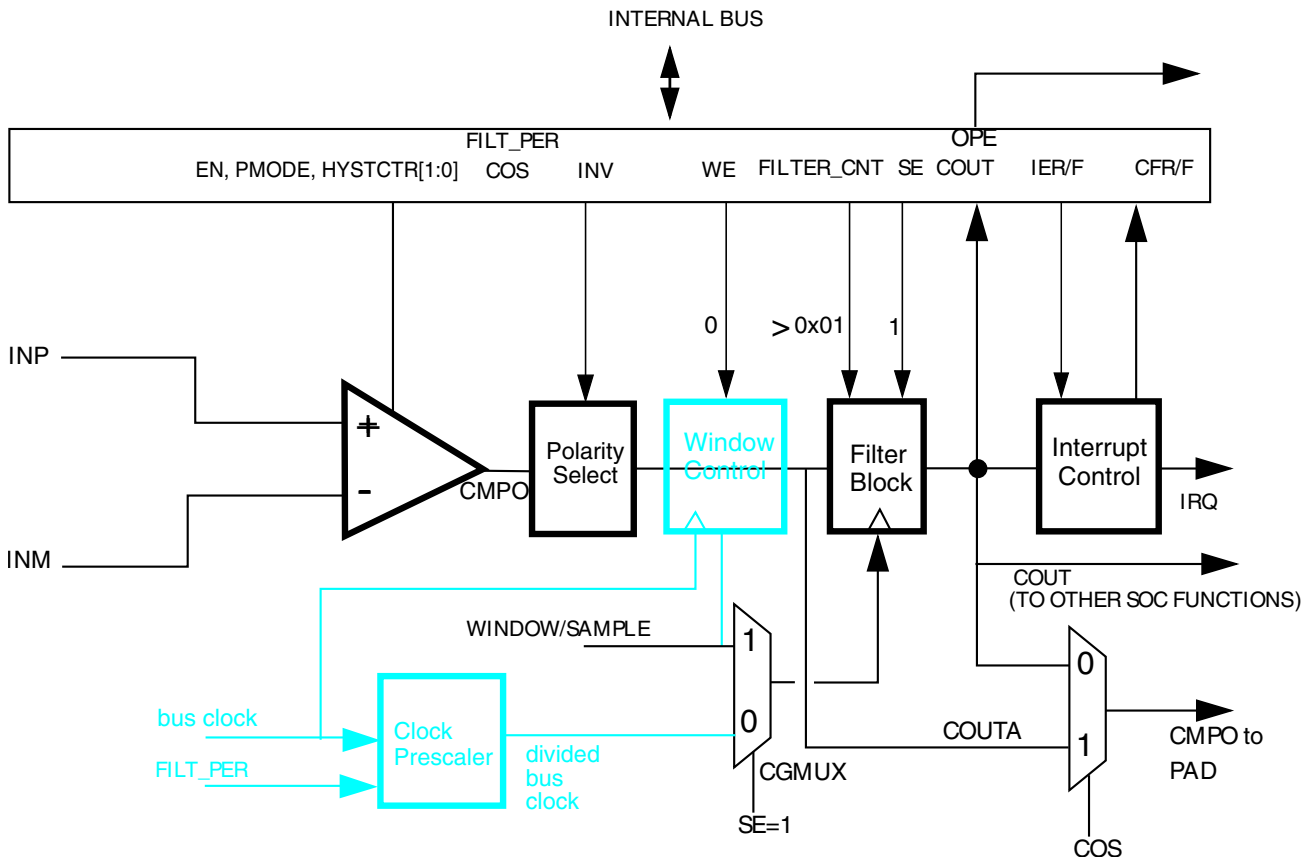 INTERNAL BUS
FILT_PER
OPE
EN, PMODE, HYSTCTR[1:0]
COS
INV
WE
FILTER_CNT
SE
COUT
IER/F
CFR/F
0
> 0x01
1
INP
+
-
INM
CMPO
Polarity
Select
Window
Control
Filter
Block
Interrupt
Control
IRQ
COUT
(TO OTHER SOC FUNCTIONS)
WINDOW/SAMPLE
1
0
CGMUX
SE=1
bus clock
FILT_PER
Clock
Prescaler
divided
bus
clock
COUTA
0
1
CMPO to
PAD
COS